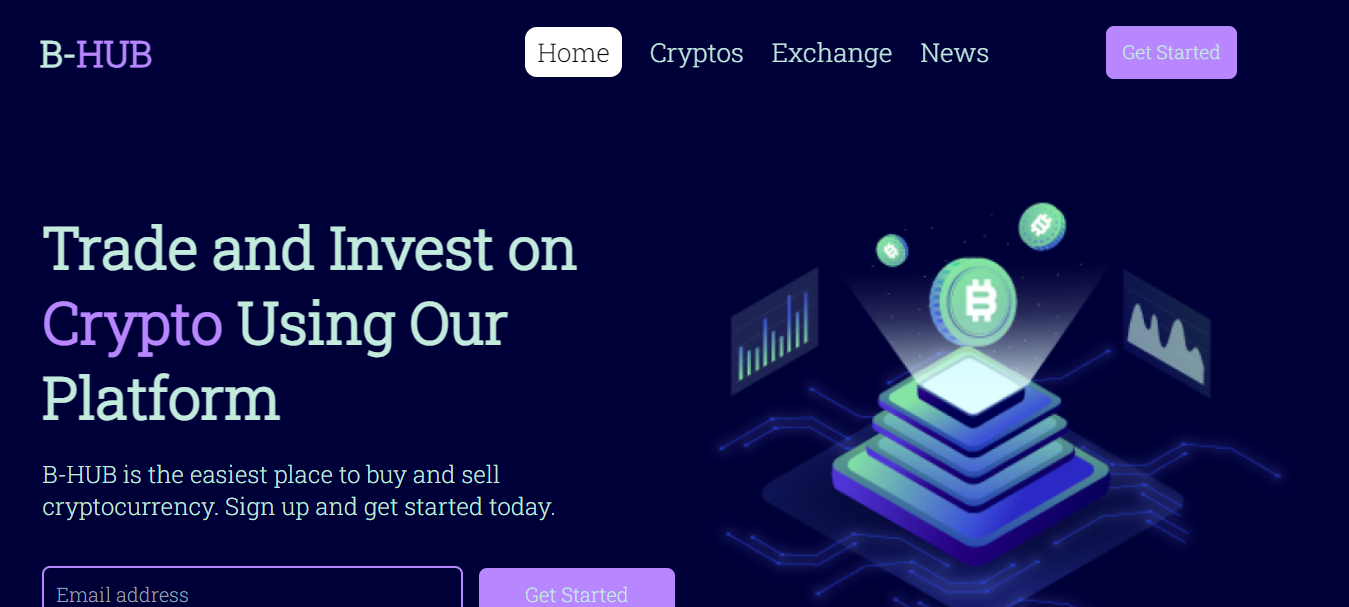 B-HUB
Home
Cryptos
Exchange
News
Get Started
Trade and Invest on
Crypto Using Our
Platform
B-HUB is the easiest place to buy and sell
cryptocurrency. Sign up and get started today.
Email address
Get Started